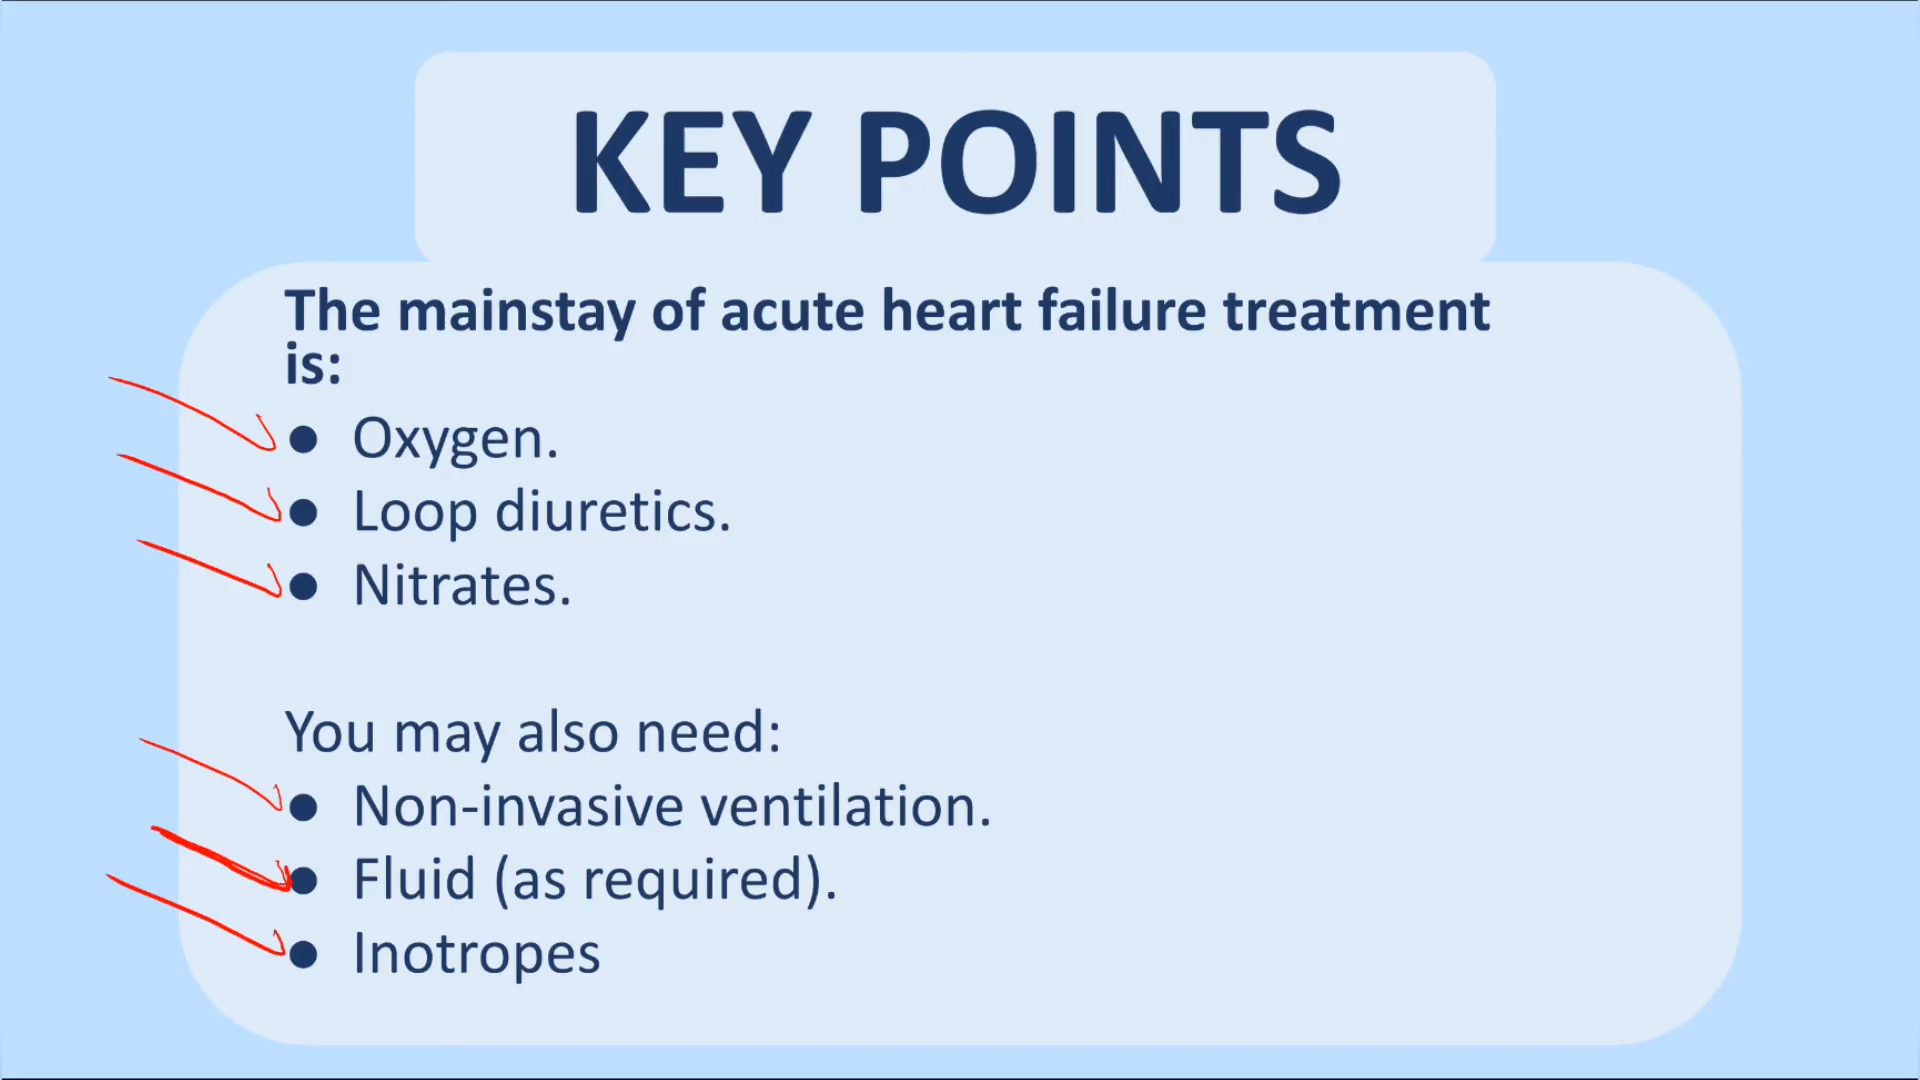 KEY POINTS
The mainstay of acute heart failure treatment
is:
● Oxygen.
● Loop diuretics.
● Nitrates.
You may also need:
● Non-invasive ventilation.
● Fluid (as required).
● Inotropes